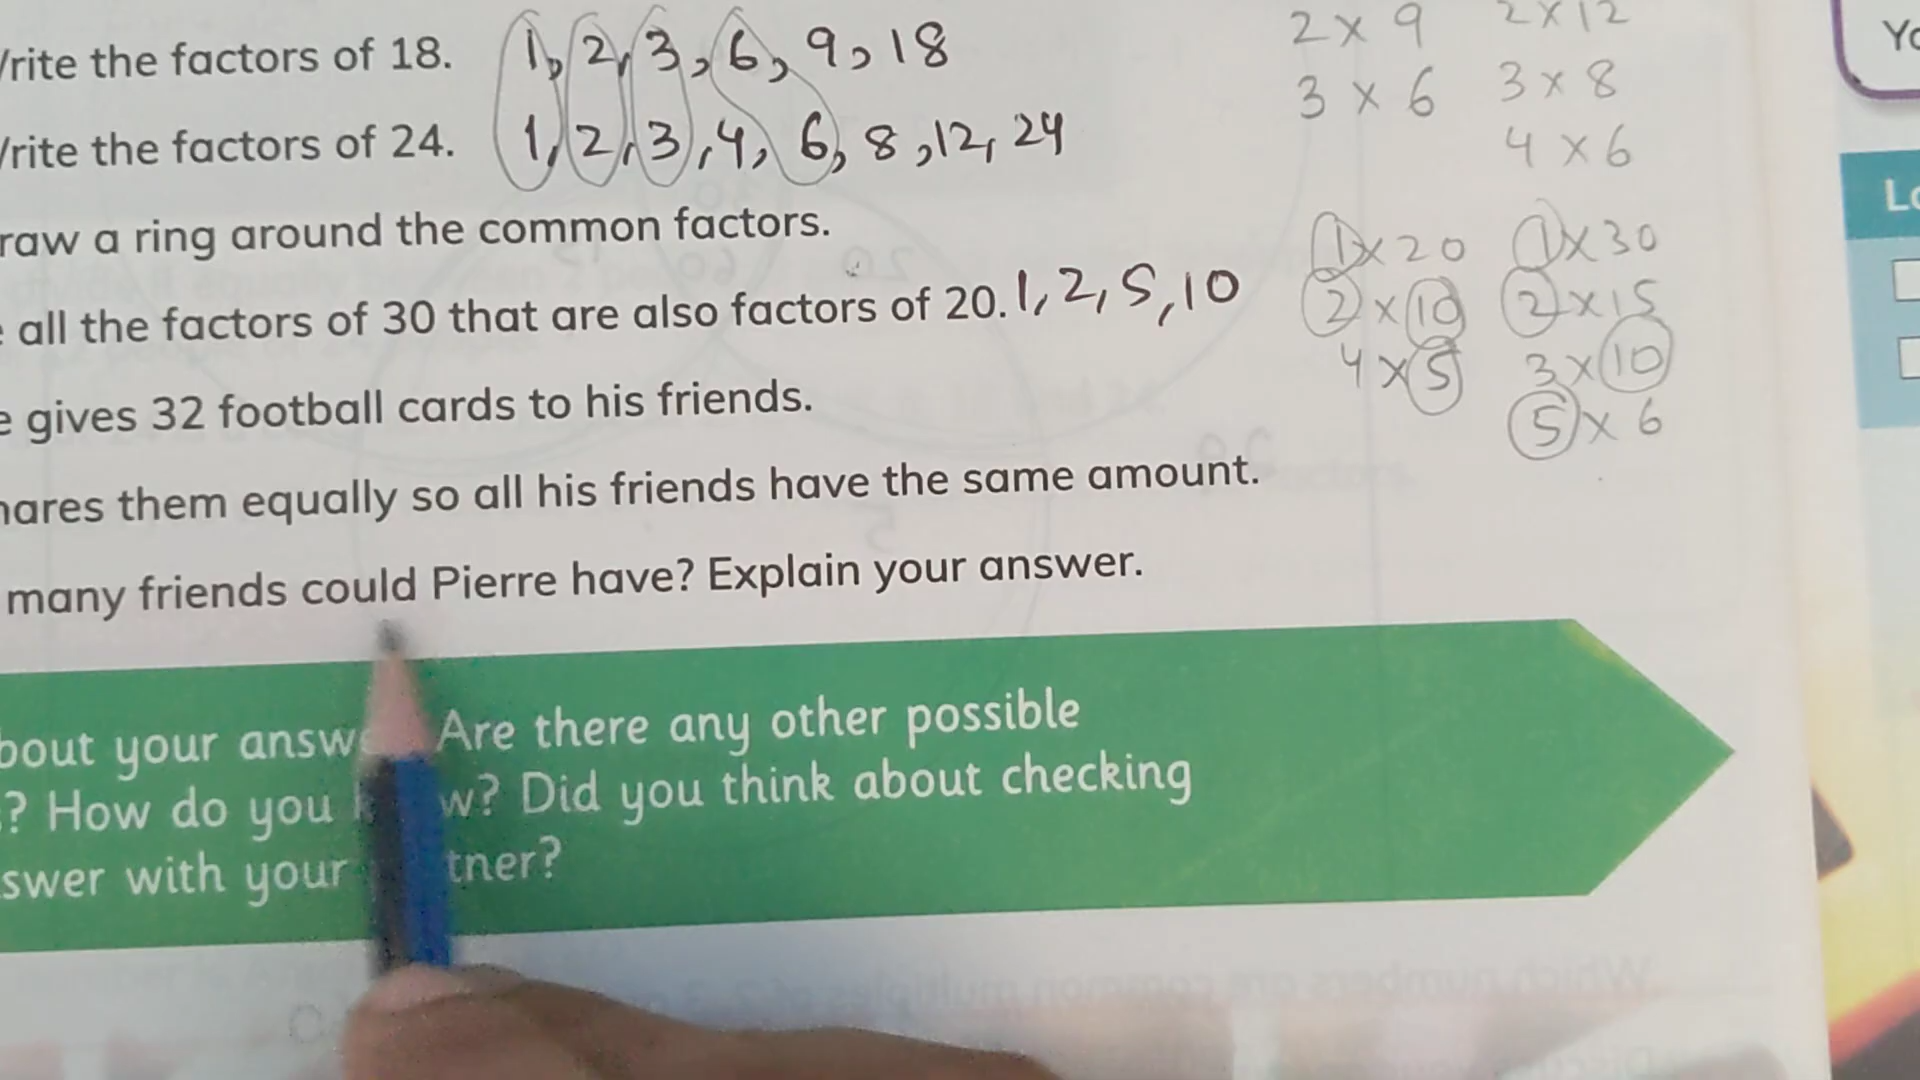 rite the factors of 18. 1, 2, 3, 6, 9, 18
rite the factors of 24. 1, 2, 3, 4, 6, 8, 12, 24
raw a ring around the common factors.
all the factors of 30 that are also factors of 20. 1, 2, 5, 10
e gives 32 football cards to his friends.
hares them equally so all his friends have the same amount.
many friends could Pierre have? Explain your answer.
bout your answ Are there any other possible
? How do you k w? Did you think about checking
swer with your tner?
2 x 9
3 x 6
2 x 12
3 x 8
4 x 6
1 x 20
2 x 10
4 x 5
1 x 30
2 x 15
3 x 10
5 x 6
Yo
Lo